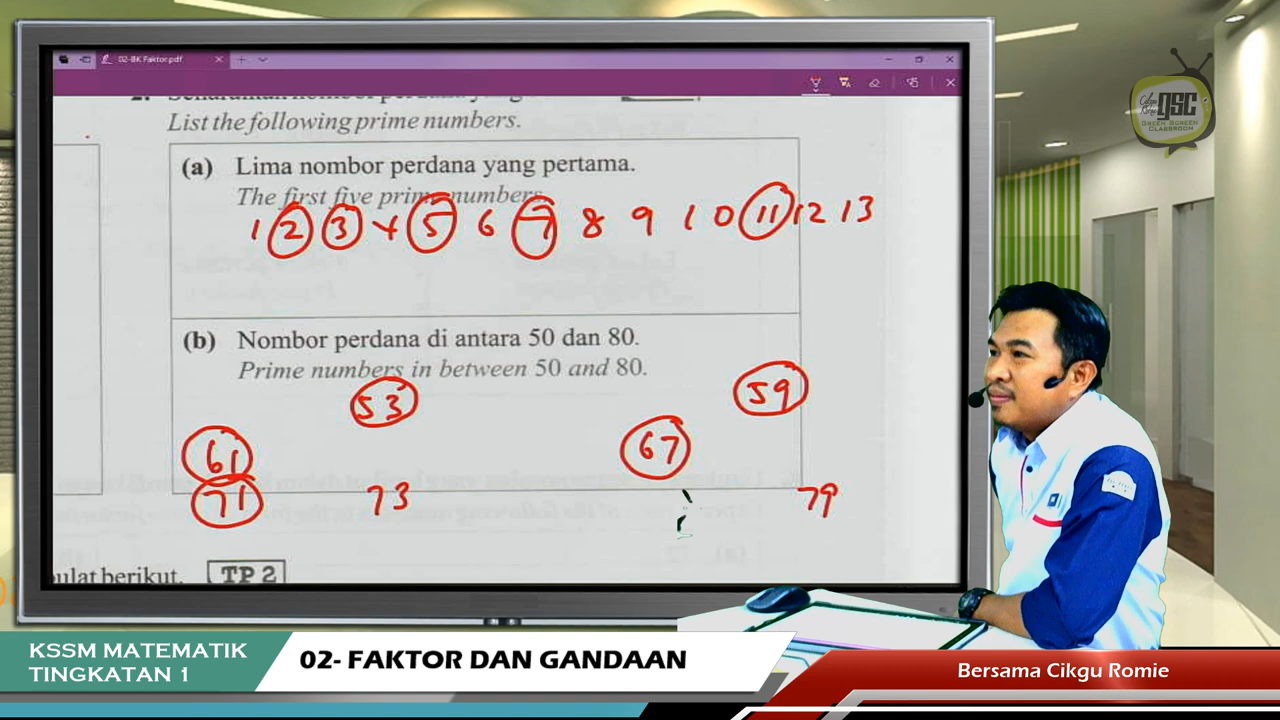 02-BK Faktor.pdf
List the following prime numbers.
(a) Lima nombor perdana yang pertama.
The first five prime numbers.
1 2 3 4 5 6 7 8 9 10 11 12 13
(b) Nombor perdana di antara 50 dan 80.
Prime numbers in between 50 and 80.
53 59
61 67
71 73 79
ulat berikut. TP 2
gsc
GREEN SCREEN
CLASSROOM
KSSM MATEMATIK
TINGKATAN 1
02- FAKTOR DAN GANDAAN
Bersama Cikgu Romie